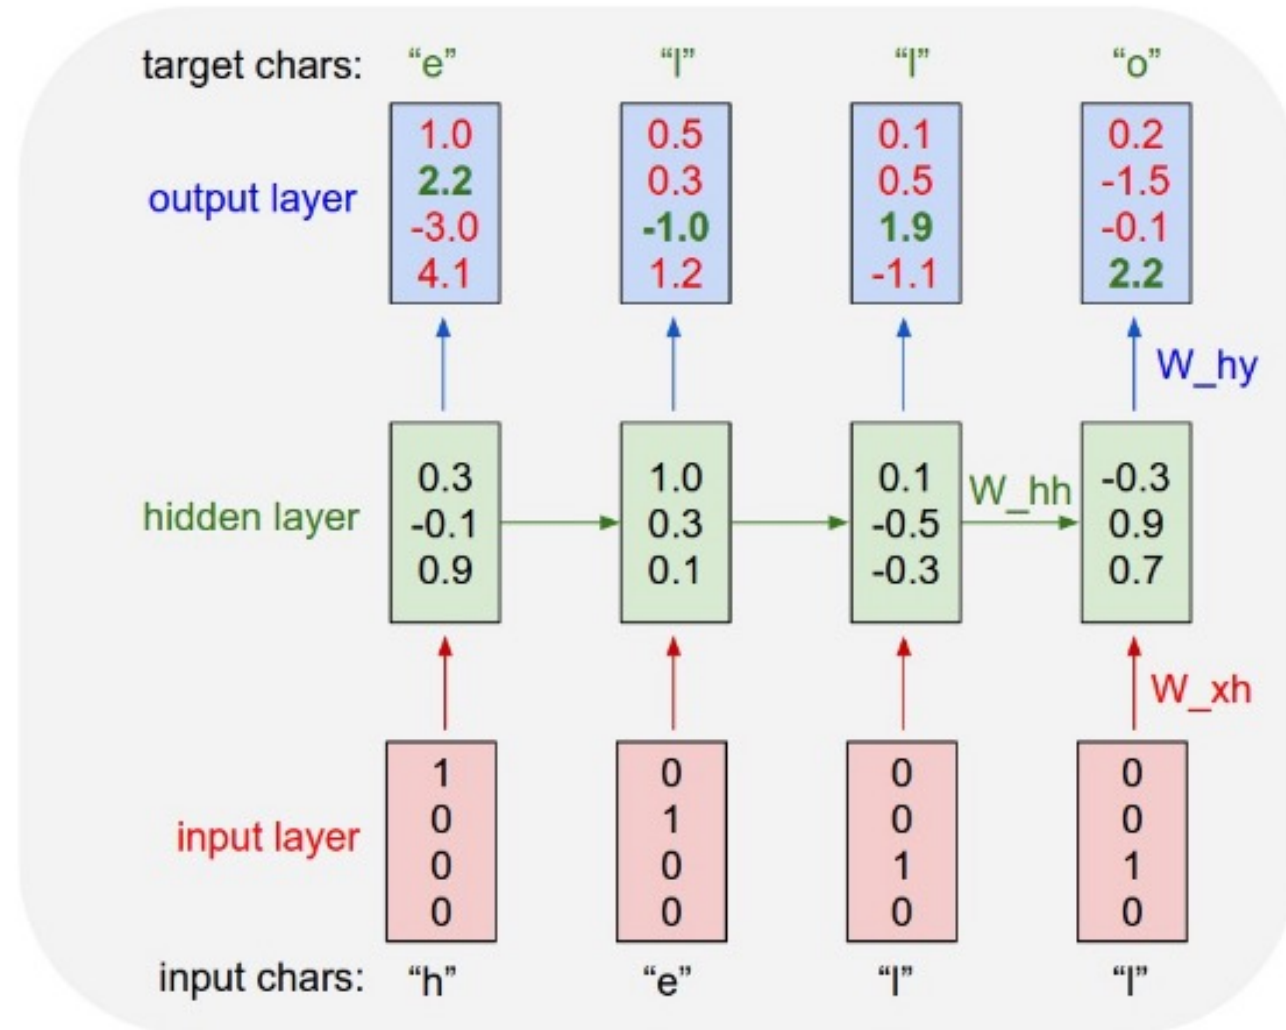 target chars: “e” “l” “l” “o”
1.0 0.5 0.1 0.2
2.2 0.3 0.5 -1.5
output layer
-3.0 -1.0 1.9 -0.1
4.1 1.2 -1.1 2.2
W_hy
0.3 1.0 0.1 -0.3
W_hh
hidden layer -0.1 0.3 -0.5 0.9
0.9 0.1 -0.3 0.7
W_xh
1 0 0 0
0 1 0 0
input layer
0 0 1 1
0 0 0 0
input chars: “h” “e” “l” “l”